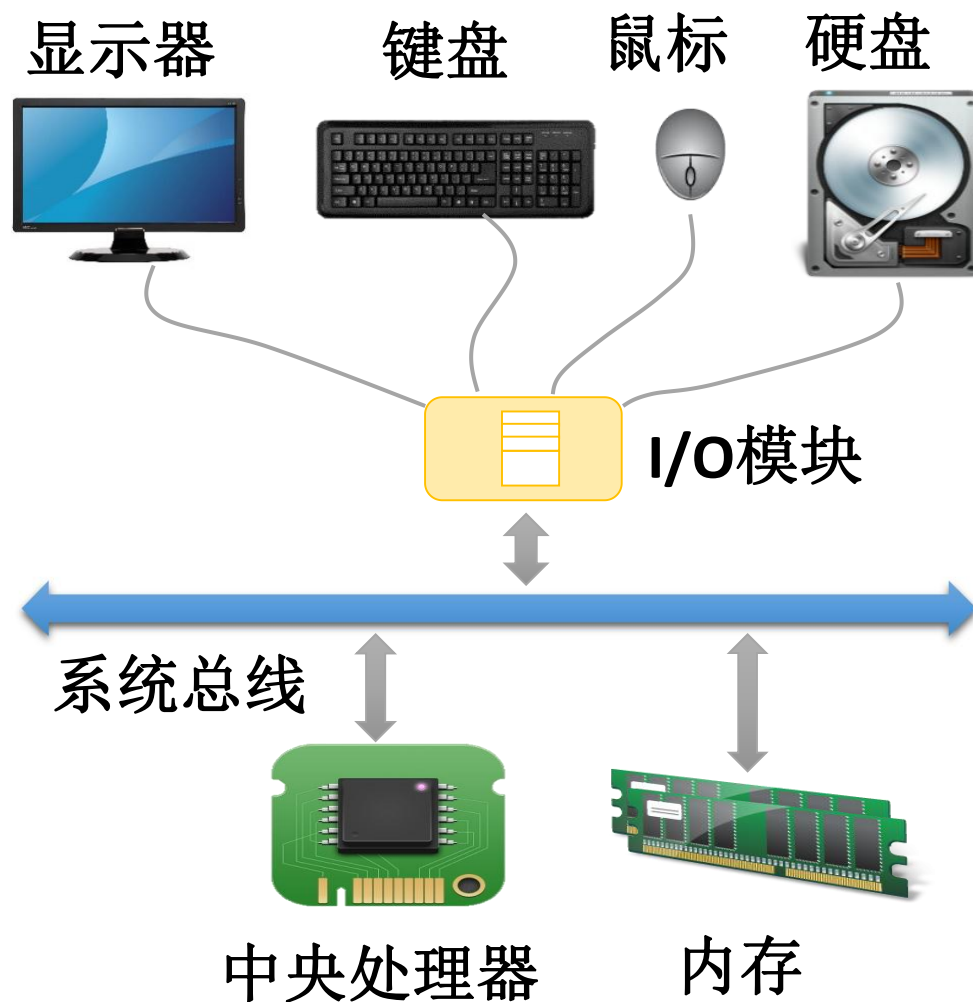 显示器
键盘
鼠标
硬盘
I/O模块
系统总线
中央处理器
内存